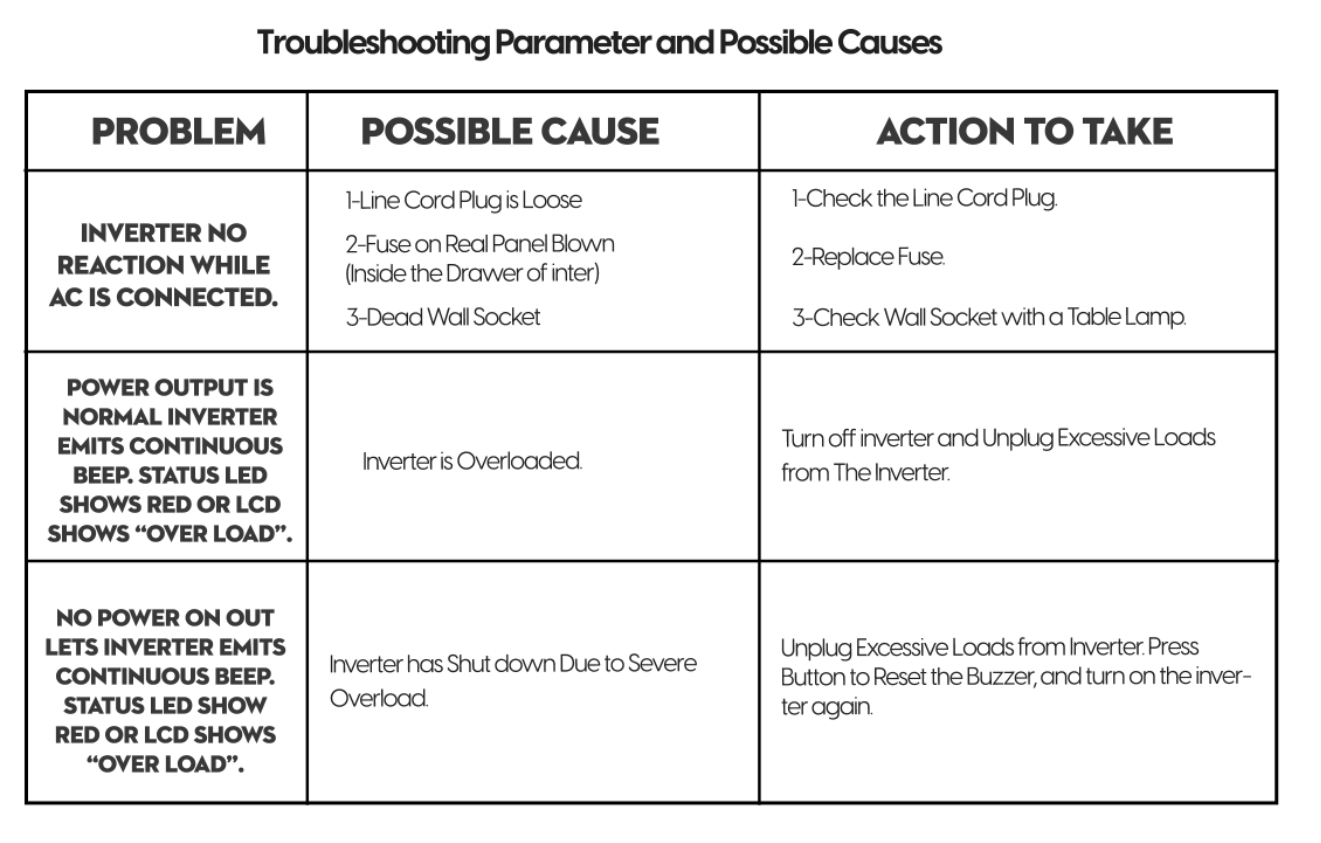 Troubleshooting Parameter and Possible Causes
PROBLEM
POSSIBLE CAUSE
ACTION TO TAKE
INVERTER NO
REACTION WHILE
AC IS CONNECTED.
1-Line Cord Plug is Loose
2-Fuse on Real Panel Blown
(Inside the Drawer of inter)
3-Dead Wall Socket
1-Check the Line Cord Plug.
2-Replace Fuse.
3-Check Wall Socket with a Table Lamp.
POWER OUTPUT IS
NORMAL INVERTER
EMITS CONTINUOUS
BEEP. STATUS LED
SHOWS RED OR LCD
SHOWS “OVER LOAD”.
Inverter is Overloaded.
Turn off inverter and Unplug Excessive Loads
from The Inverter.
NO POWER ON OUT
LETS INVERTER EMITS
CONTINUOUS BEEP.
STATUS LED SHOW
RED OR LCD SHOWS
“OVER LOAD”.
Inverter has Shut down Due to Severe
Overload.
Unplug Excessive Loads from Inverter. Press
Button to Reset the Buzzer, and turn on the inver-
ter again.